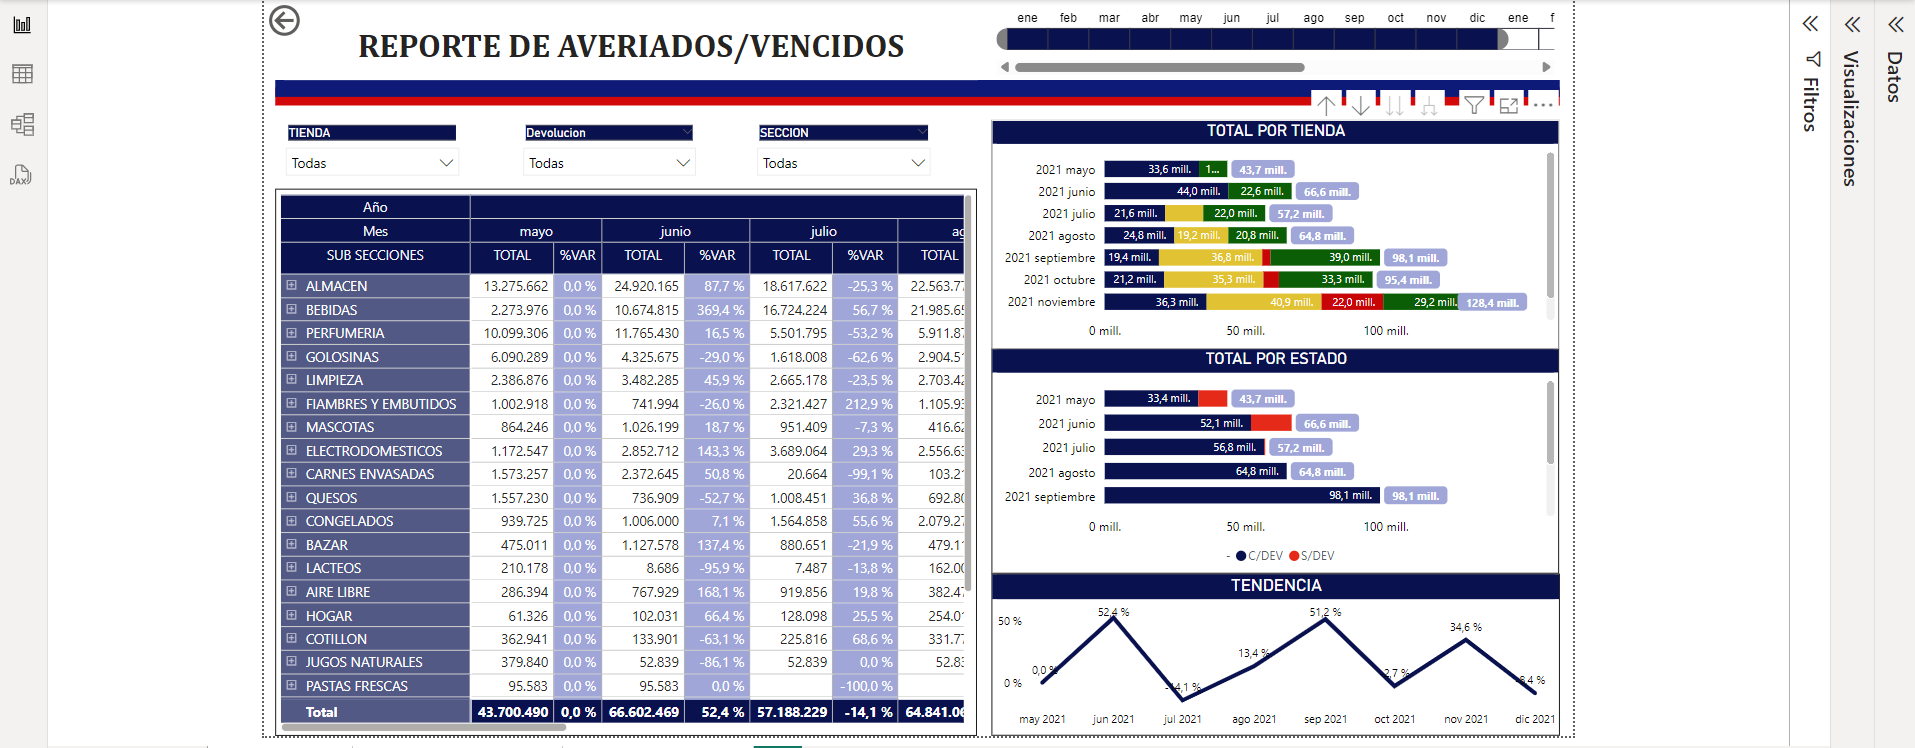 REPORTE DE AVERIADOS/VENCIDOS
ene feb mar abr may jun jul ago sep oct nov dic ene f
TIENDA Devolucion SECCION
Todas Todas Todas
Año
Mes mayo junio julio ag
SUB SECCIONES TOTAL %VAR TOTAL %VAR TOTAL %VAR TOTAL
ALMACEN 13.275.662 0,0 % 24.920.165 87,7 % 18.617.622 -25,3 % 22.563.77
BEBIDAS 2.273.976 0,0 % 10.674.815 369,4 % 16.724.224 56,7 % 21.985.65
PERFUMERIA 10.099.306 0,0 % 11.765.430 16,5 % 5.501.795 -53,2 % 5.911.87
GOLOSINAS 6.090.289 0,0 % 4.325.675 -29,0 % 1.618.008 -62,6 % 2.904.51
LIMPIEZA 2.386.876 0,0 % 3.482.285 45,9 % 2.665.178 -23,5 % 2.703.42
FIAMBRES Y EMBUTIDOS 1.002.918 0,0 % 741.994 -26,0 % 2.321.427 212,9 % 1.105.93
MASCOTAS 864.246 0,0 % 1.026.199 18,7 % 951.409 -7,3 % 416.62
ELECTRODOMESTICOS 1.172.547 0,0 % 2.852.712 143,3 % 3.689.064 29,3 % 2.556.63
CARNES ENVASADAS 1.573.257 0,0 % 2.372.645 50,8 % 20.664 -99,1 % 103.21
QUESOS 1.557.230 0,0 % 736.909 -52,7 % 1.008.451 36,8 % 692.80
CONGELADOS 939.725 0,0 % 1.006.000 7,1 % 1.564.858 55,6 % 2.079.27
BAZAR 475.011 0,0 % 1.127.578 137,4 % 880.651 -21,9 % 479.11
LACTEOS 210.178 0,0 % 8.686 -95,9 % 7.487 -13,8 % 162.00
AIRE LIBRE 286.394 0,0 % 767.929 168,1 % 919.856 19,8 % 382.47
HOGAR 61.326 0,0 % 102.031 66,4 % 128.098 25,5 % 254.01
COTILLON 362.941 0,0 % 133.901 -63,1 % 225.816 68,6 % 331.77
JUGOS NATURALES 379.840 0,0 % 52.839 -86,1 % 52.839 0,0 % 52.83
PASTAS FRESCAS 95.583 0,0 % 95.583 0,0 % -100,0 %
Total 43.700.490 0,0 % 66.602.469 52,4 % 57.188.229 -14,1 % 64.841.06
TOTAL POR TIENDA
2021 mayo 33,6 mill. 1... 43,7 mill.
2021 junio 44,0 mill. 22,6 mill. 66,6 mill.
2021 julio 21,6 mill. 22,0 mill. 57,2 mill.
2021 agosto 24,8 mill. 19,2 mill. 20,8 mill. 64,8 mill.
2021 septiembre 19,4 mill. 36,8 mill. 39,0 mill. 98,1 mill.
2021 octubre 21,2 mill. 35,3 mill. 33,3 mill. 95,4 mill.
2021 noviembre 36,3 mill. 40,9 mill. 22,0 mill. 29,2 mill. 128,4 mill.
0 mill. 50 mill. 100 mill.
TOTAL POR ESTADO
2021 mayo 33,4 mill. 43,7 mill.
2021 junio 52,1 mill. 66,6 mill.
2021 julio 56,8 mill. 57,2 mill.
2021 agosto 64,8 mill. 64,8 mill.
2021 septiembre 98,1 mill. 98,1 mill.
0 mill. 50 mill. 100 mill.
- C/DEV S/DEV
TENDENCIA
50 %
0 %
0,0 % 52,4 % -14,1 % 13,4 % 51,2 % 2,7 % 34,6 % 4 %
may 2021 jun 2021 jul 2021 ago 2021 sep 2021 oct 2021 nov 2021 dic 2021
Filtros
Visualizaciones
Datos
DAX